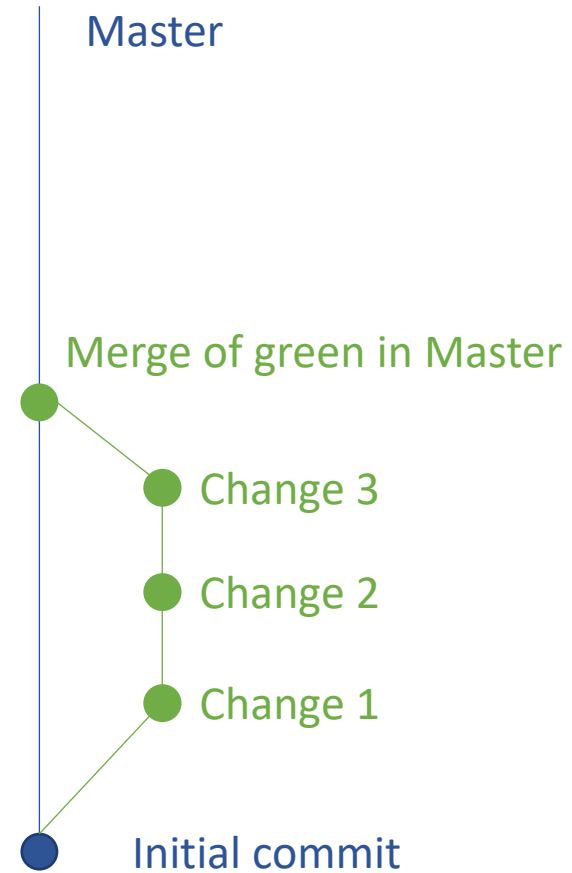 Master
Merge of green in Master
Change 3
Change 2
Change 1
Initial commit